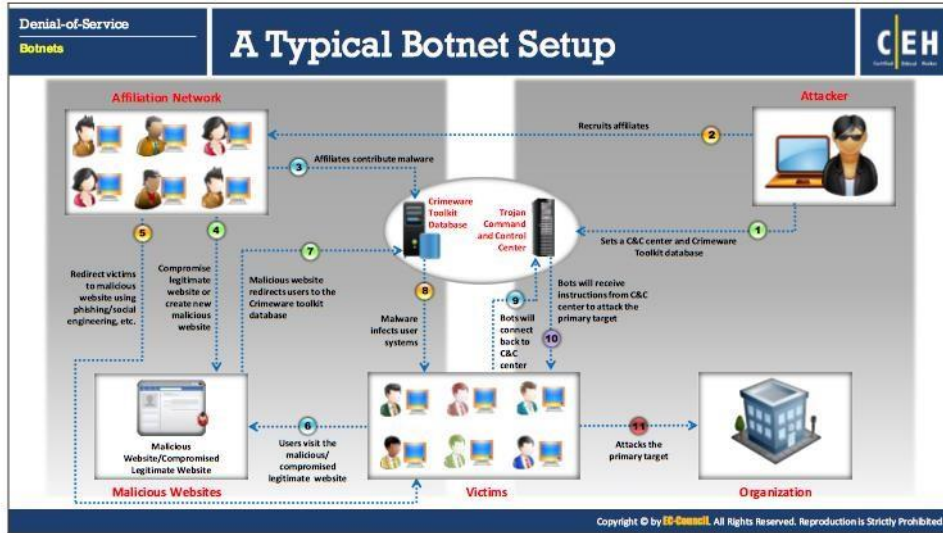 Denial-of-Service
Botnets
A Typical Botnet Setup
C|EH
Certified Ethical Hacker
Affiliation Network
Attacker
Recruits affiliates
2
3
Affiliates contribute malware
Crimeware
Toolkit
Database
Trojan
Command
and Control
Center
1
Sets a C&C center and Crimeware
Toolkit database
5
4
7
Redirect victims
to malicious
website using
phishing/social
engineering, etc.
Compromise
legitimate
website or
create new
malicious
website
Malicious website
redirects users to the
Crimeware toolkit
database
8
Malware
infects user
systems
9
Bots will
connect
back to
C&C
center
Bots will receive
instructions from C&C
center to attack the
primary target
10
6
Users visit the
malicious/
compromised
legitimate website
11
Attacks the
primary target
Malicious
Website/Compromised
Legitimate Website
Malicious Websites
Victims
Organization
Copyright © by EC-Council. All Rights Reserved. Reproduction is Strictly Prohibited.